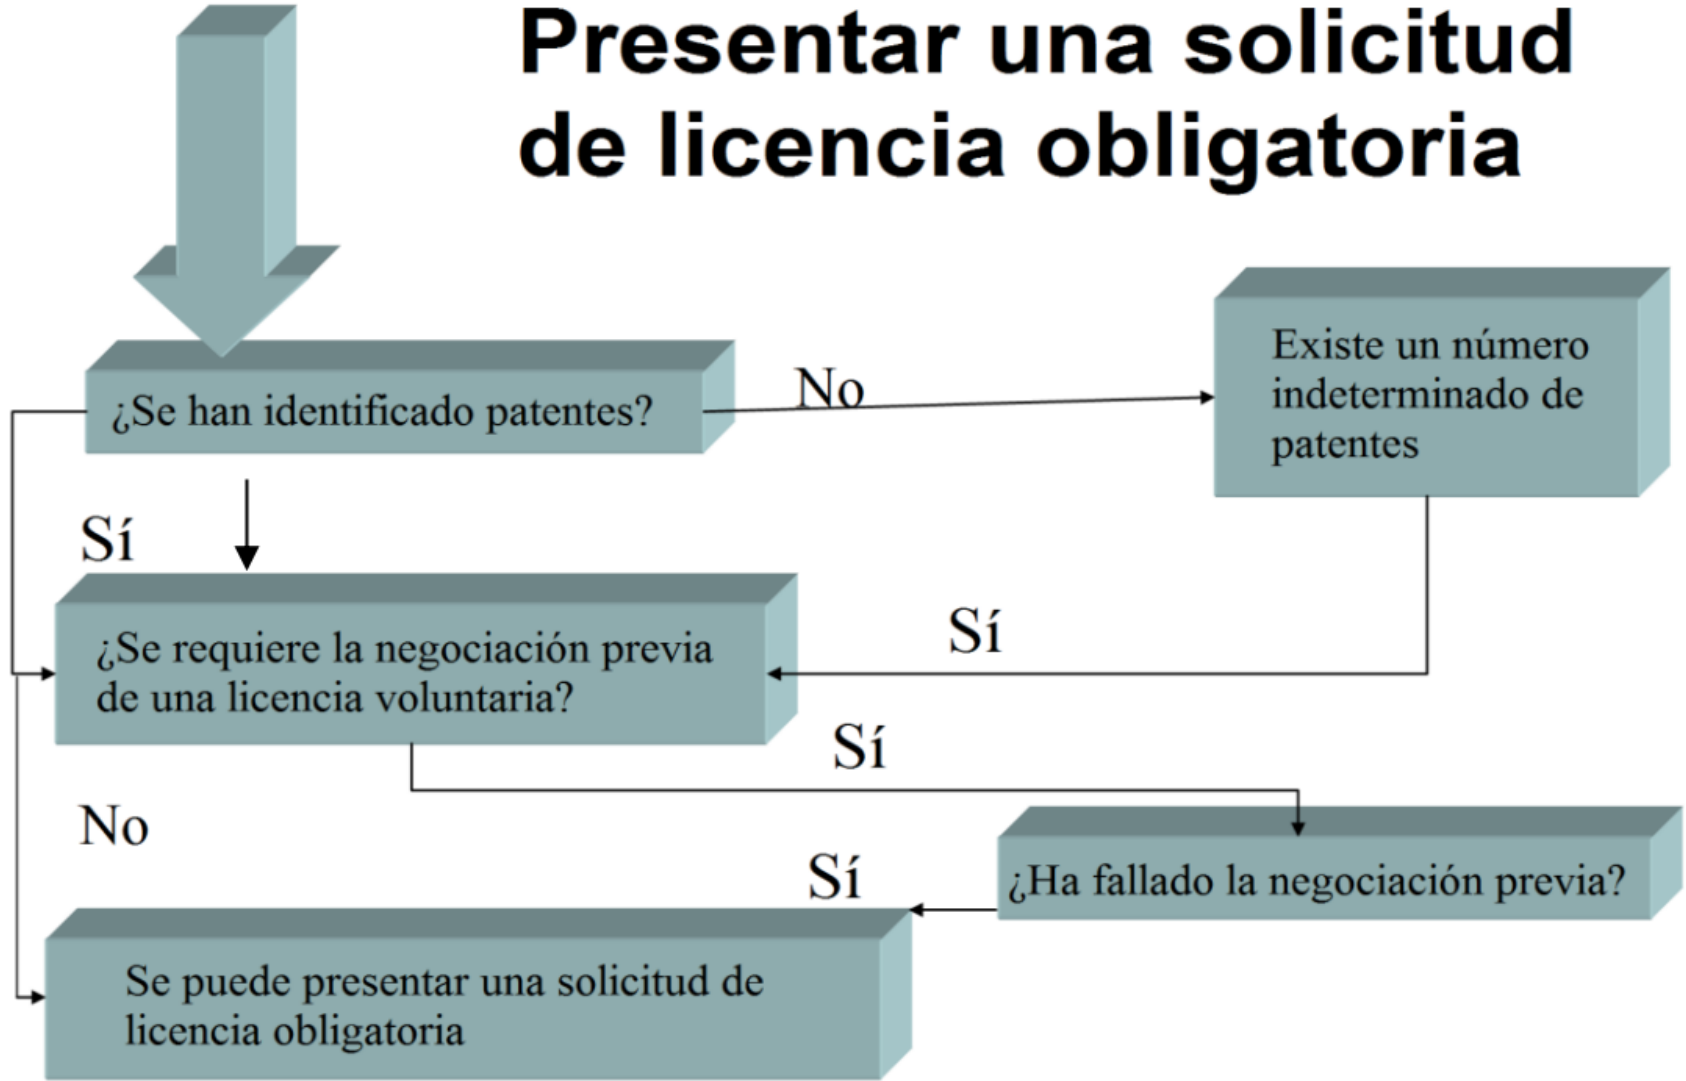 Presentar una solicitud
de licencia obligatoria
¿Se han identificado patentes?
No
Existe un número
indeterminado de
patentes
Sí
¿Se requiere la negociación previa
de una licencia voluntaria?
Sí
Sí
No
¿Ha fallado la negociación previa?
Sí
Se puede presentar una solicitud de
licencia obligatoria